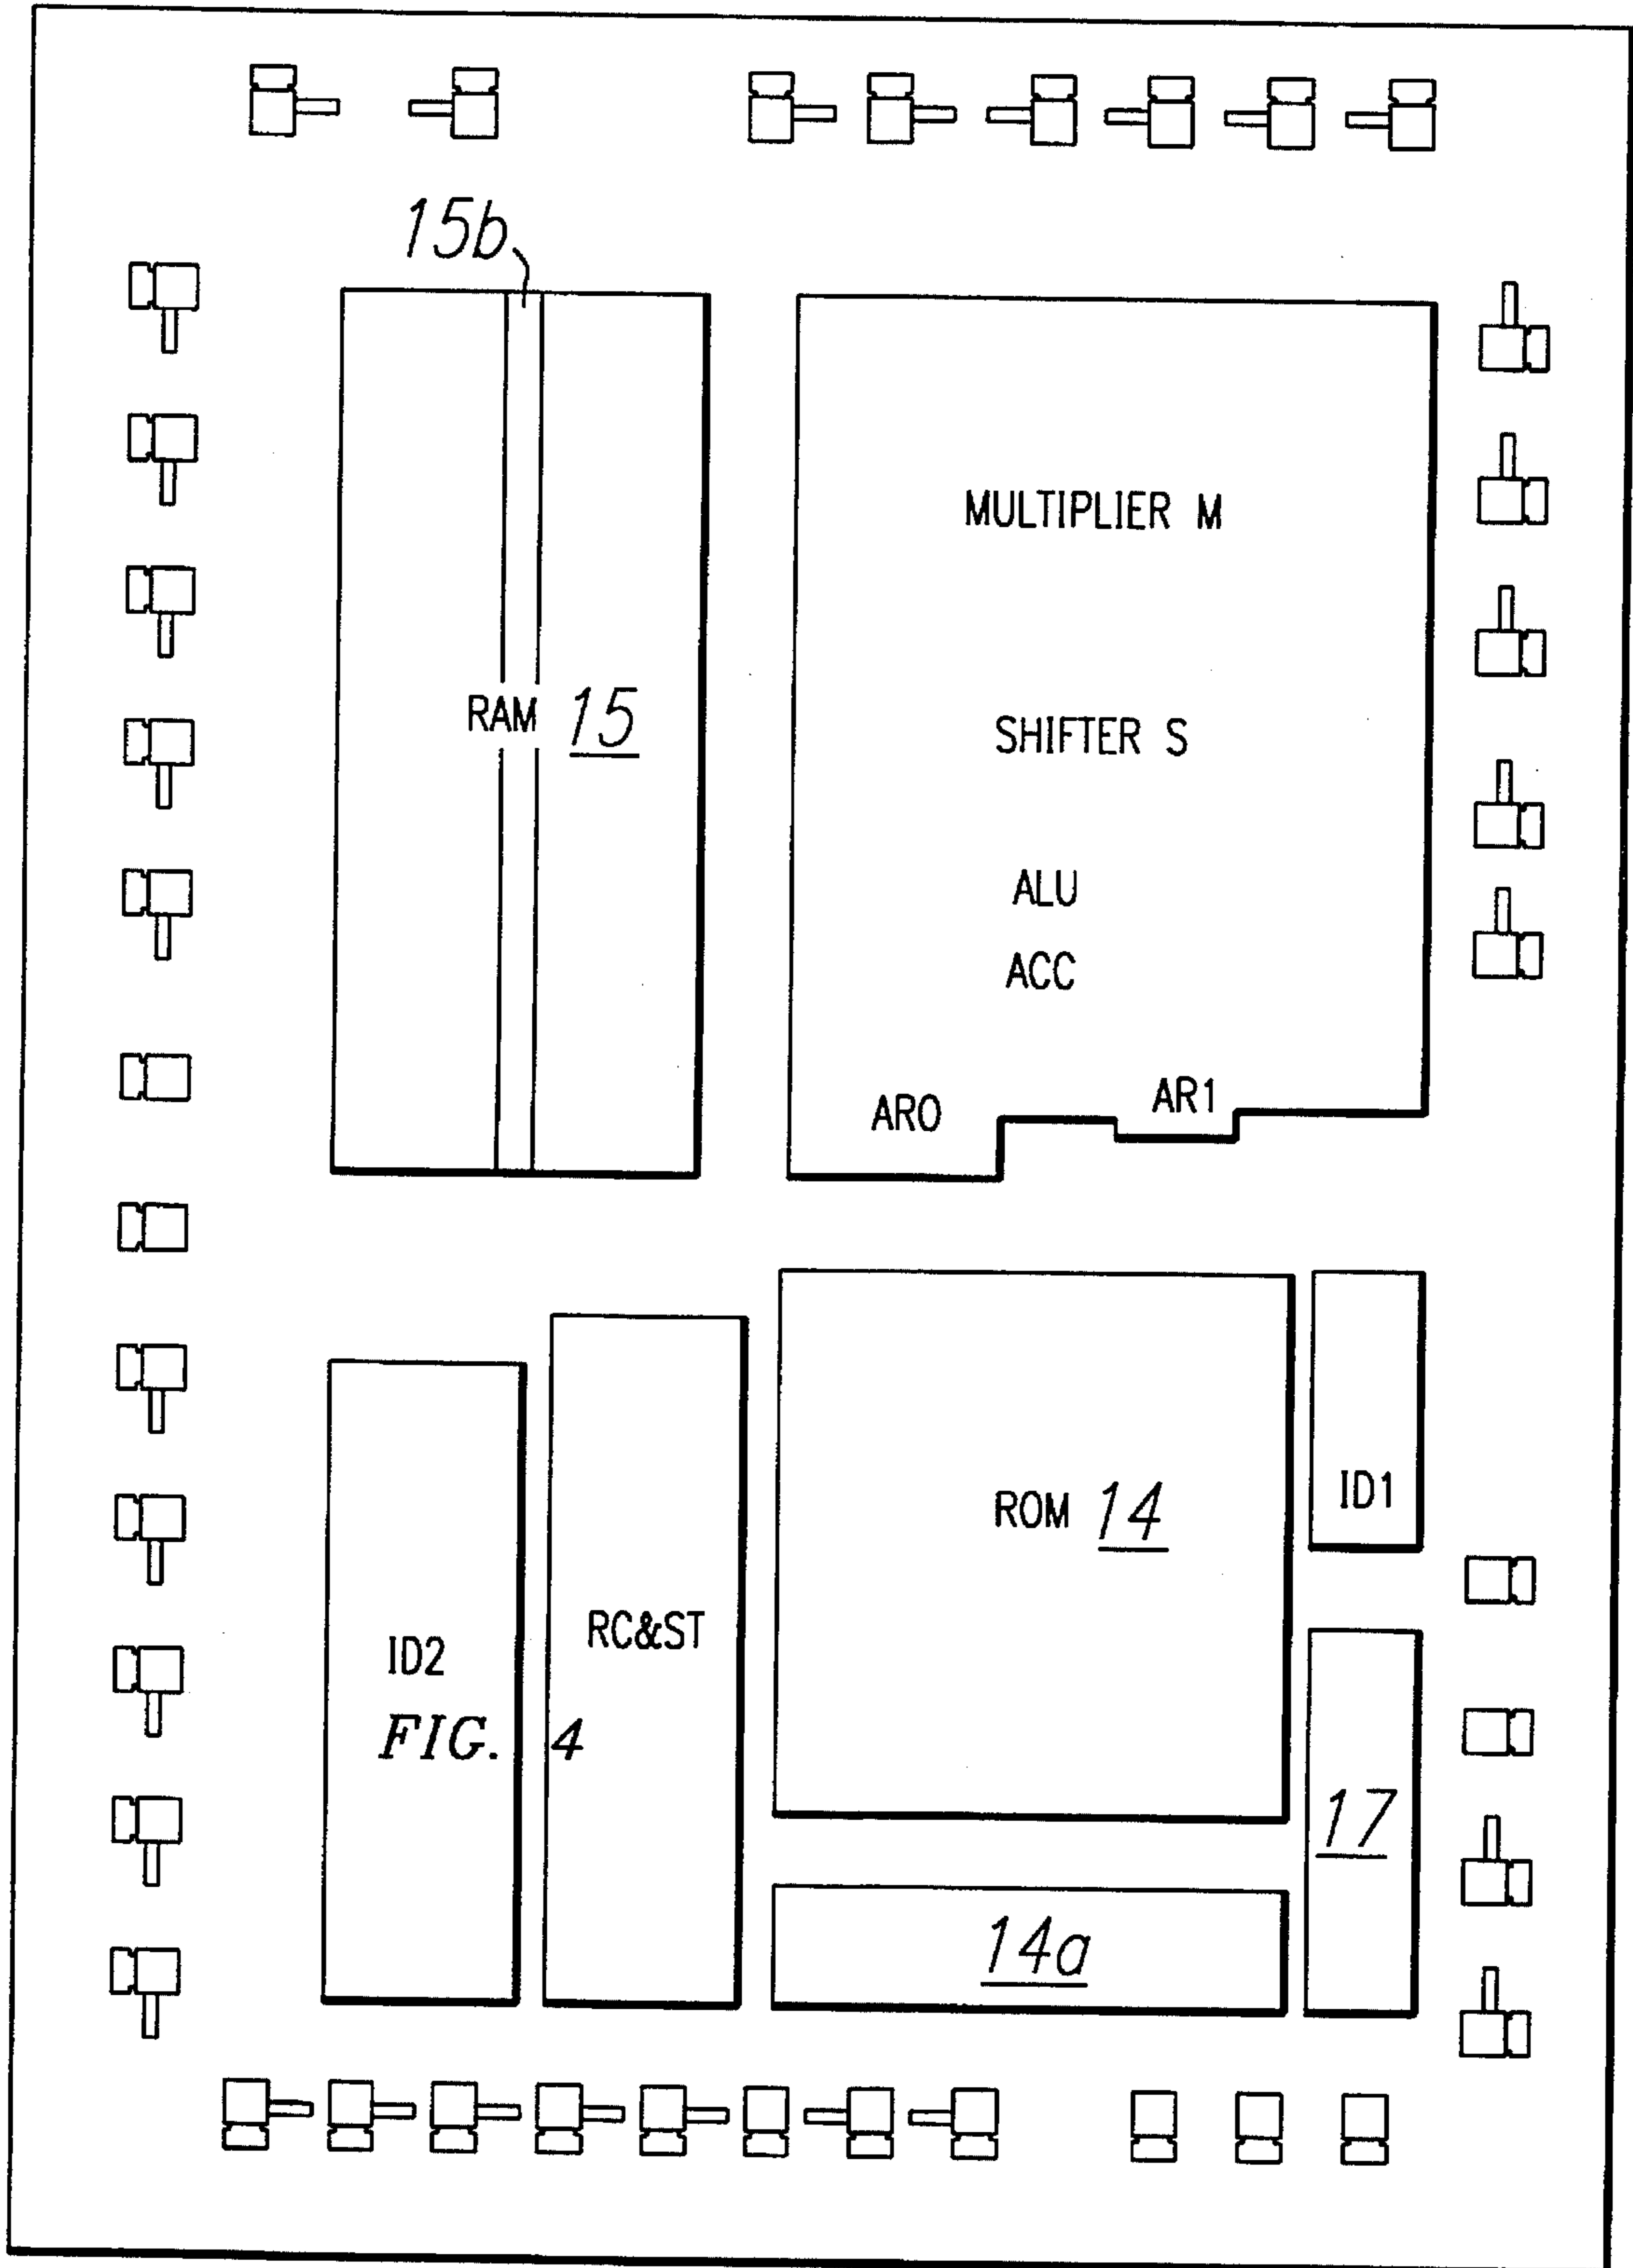 15b
MULTIPLIER M
RAM 15
SHIFTER S
ALU
ACC
AR0
AR1
ROM 14
ID1
RC&ST
ID2
FIG. 4
17
14a